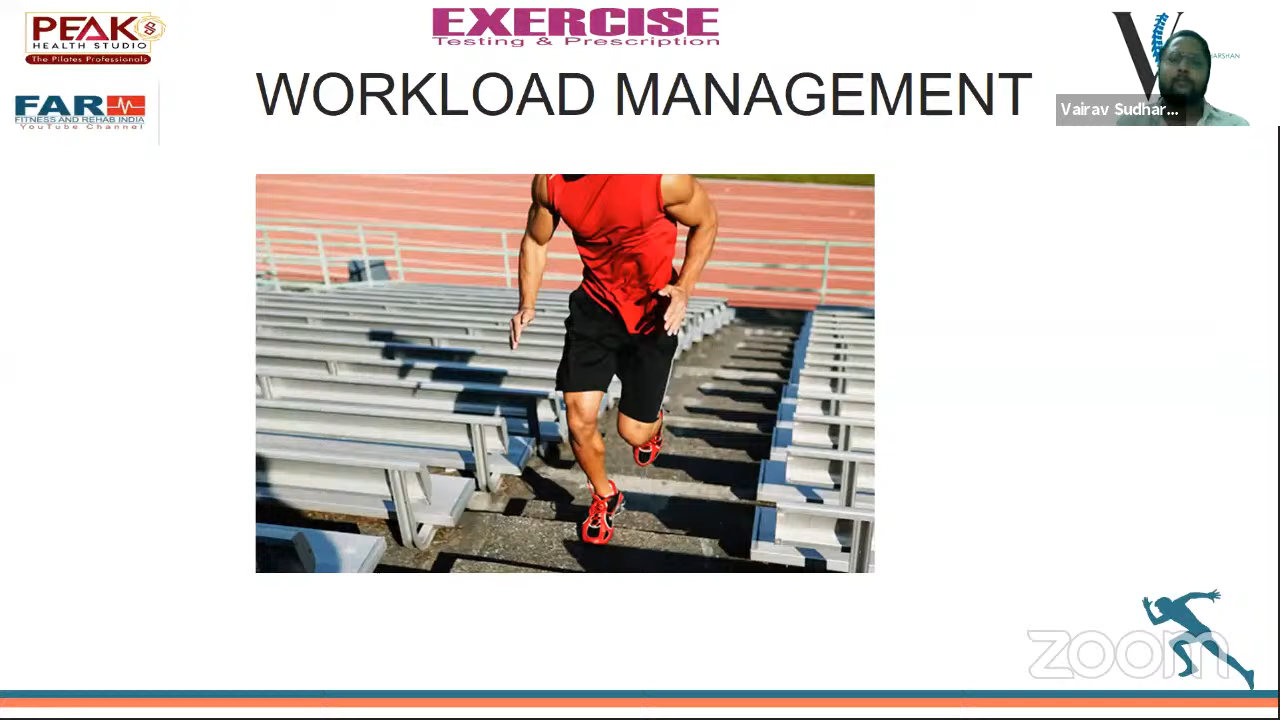 PEAK
HEALTH STUDIO
The Pilates Professionals
EXERCISE
Testing & Prescription
FAR
FITNESS AND REHAB INDIA
YouTube Channel
WORKLOAD MANAGEMENT
Vairav Sudhar...
zoom